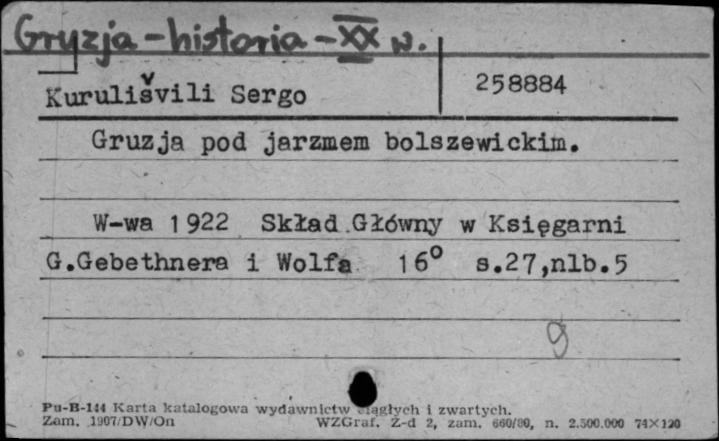 Gryzja - historia - XX w.
Kurulišvili Sergo 258884
Gruzja pod jarzmem bolszewickim.
W-wa 1922 Skład Główny w Księgarni
G.Gebethnera i Wolfa 16° s.27,nlb.5
9
Pu-B-144 Karta katalogowa wydawnictw ciągłych i zwartych.
Zam. 1907/DW/On WZGraf. Z-d 2, zam. 660/80, n. 2.500.000 74×120